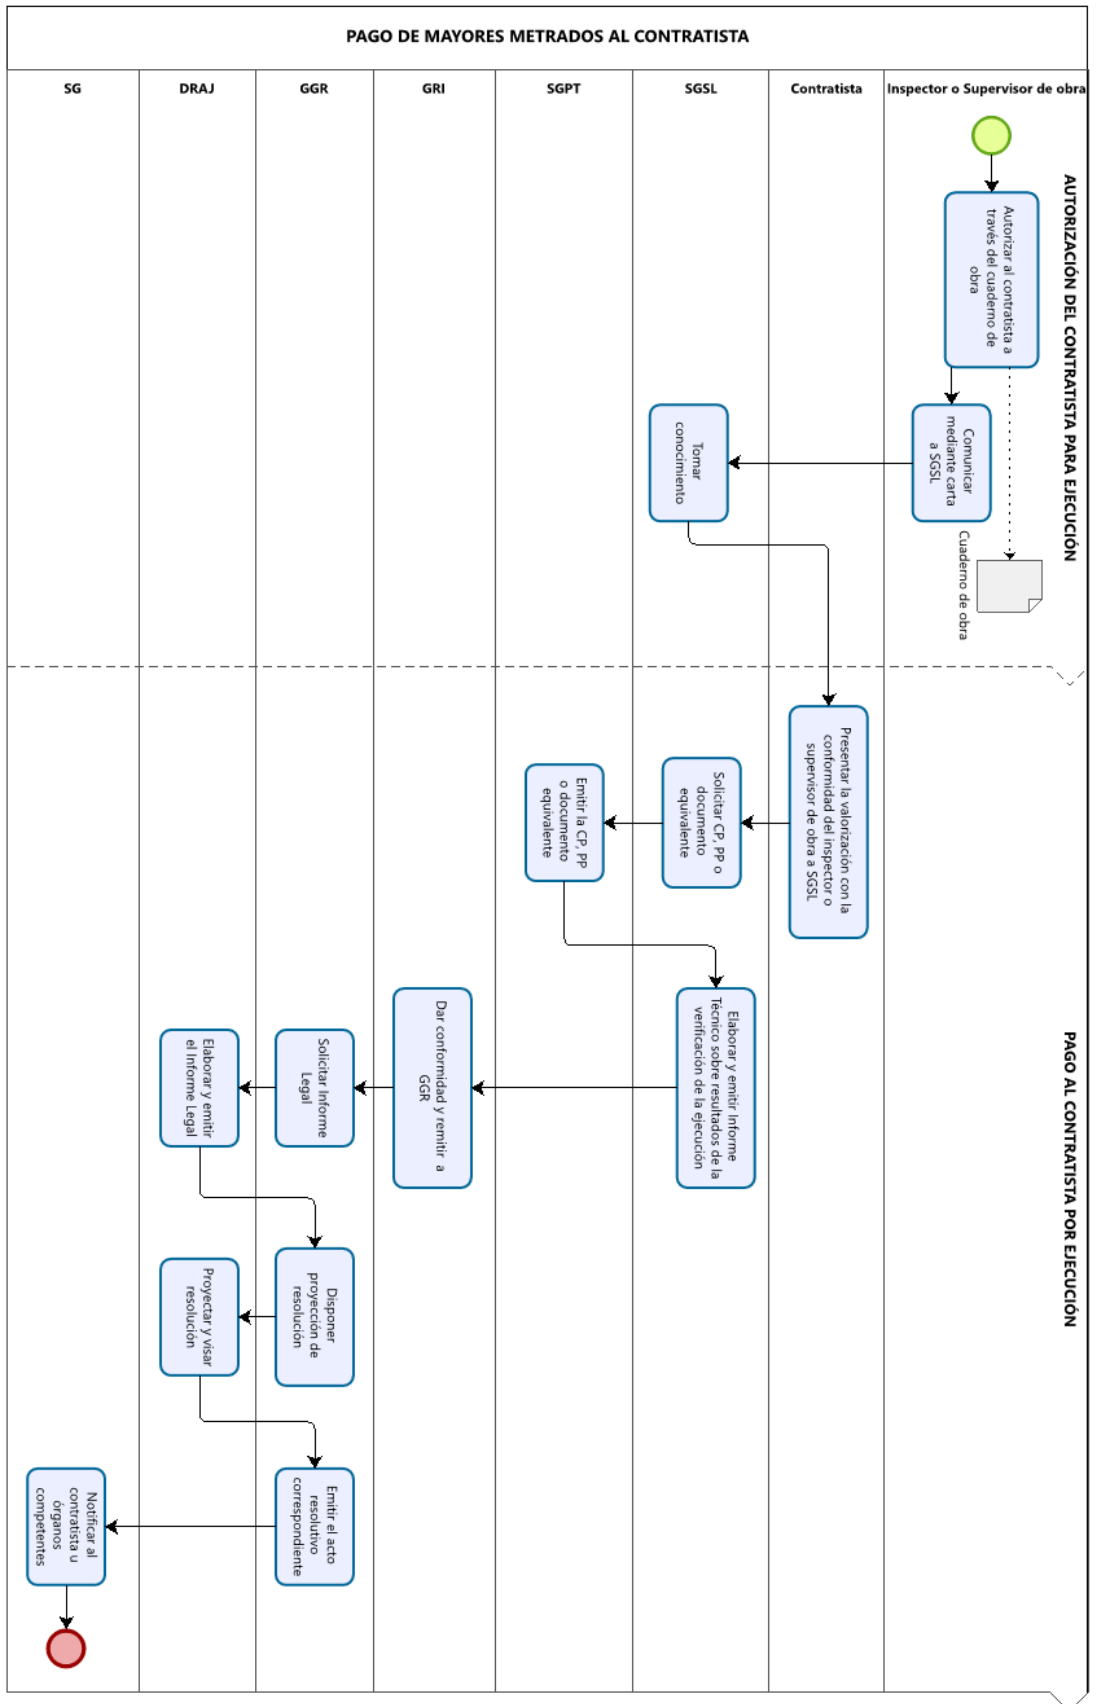 PAGO DE MAYORES METRADOS AL CONTRATISTA
SG
DRAJ
GGR
GRI
SGPT
SGSL
Contratista
Inspector o Supervisor de obra
AUTORIZACIÓN DEL CONTRATISTA PARA EJECUCIÓN
Autorizar al contratista a
través del cuaderno de
obra
Comunicar
mediante carta
a SGSL
Cuaderno de obra
Tomar
conocimiento
PAGO AL CONTRATISTA POR EJECUCIÓN
Presentar la valorización con la
conformidad del inspector o
supervisor de obra a SGSL
Solicitar CP, PP o
documento
equivalente
Emitir la CP, PP
o documento
equivalente
Elaborar y emitir Informe
Técnico sobre resultados de la
verificación de la ejecución
Dar conformidad y remitir a
GGR
Solicitar Informe
Legal
Elaborar y emitir
el Informe Legal
Disponer
proyección de
resolución
Proyectar y visar
resolución
Emitir el acto
resolutivo
correspondiente
Notificar al
contratista u
órganos
competentes